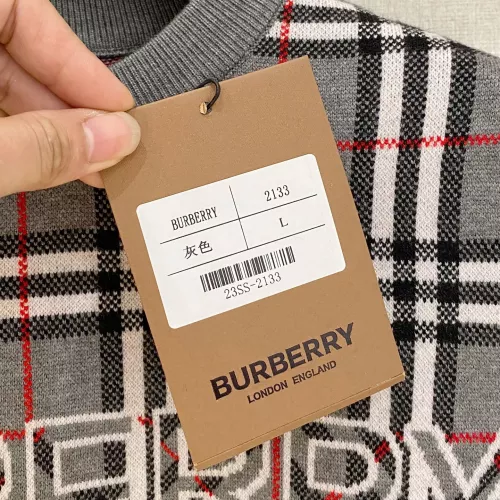 BURBERRY 2133
灰色 L
23SS-2133
BURBERRY
LONDON ENGLAND